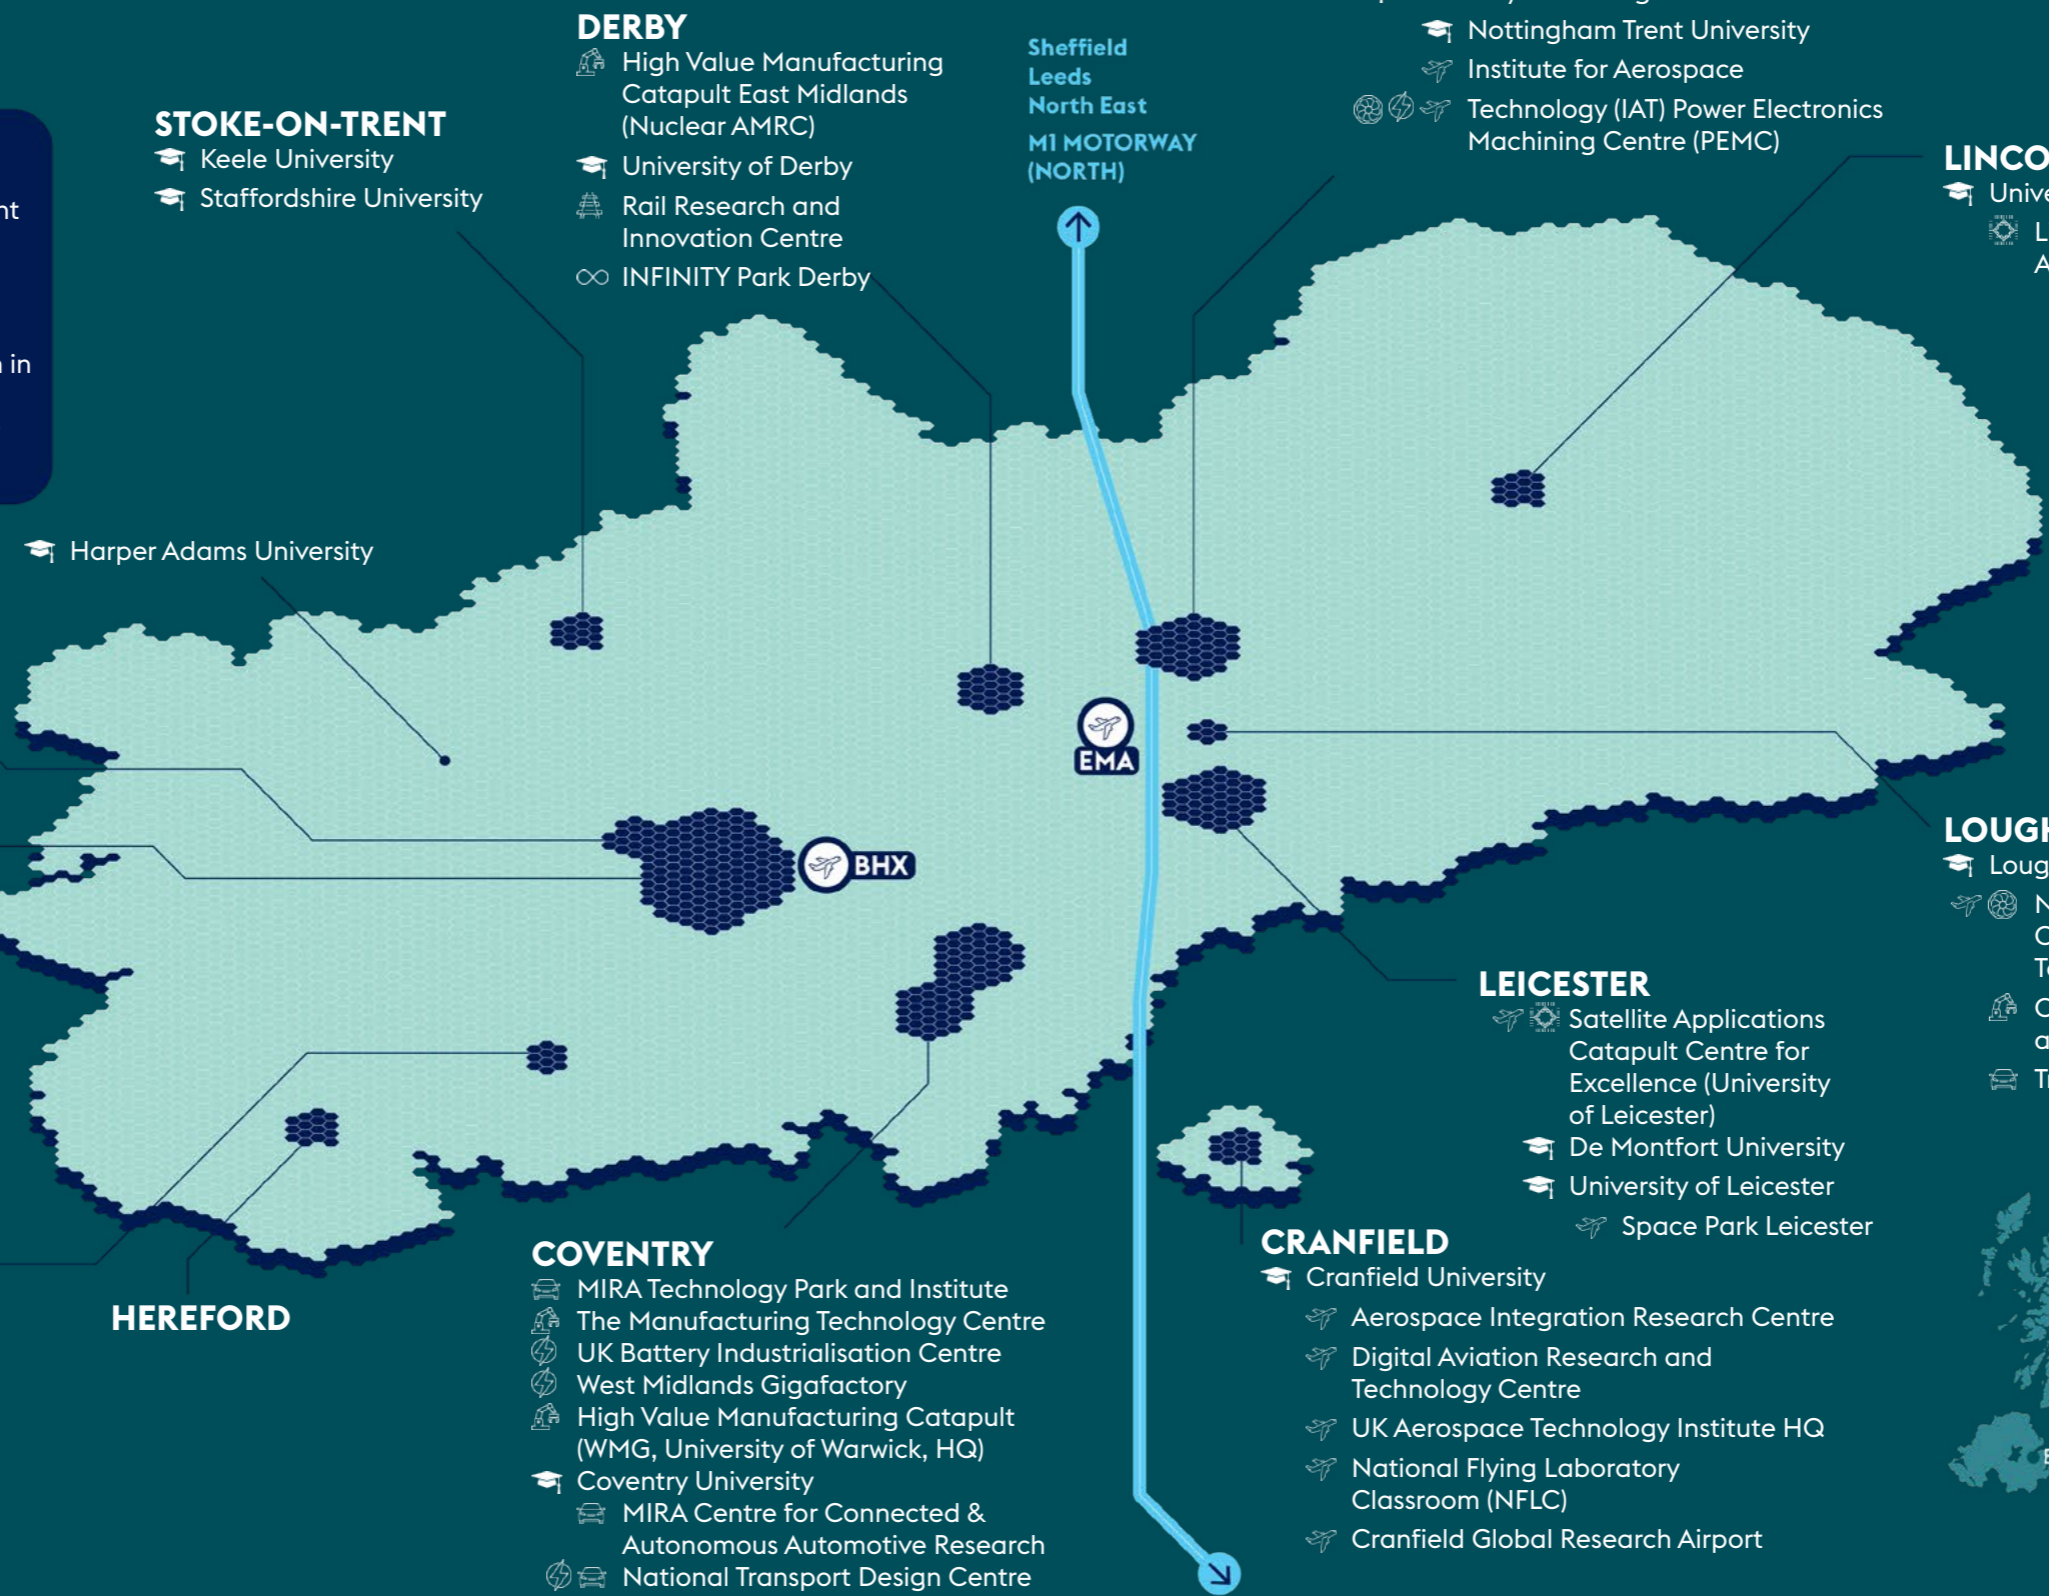 DERBY
High Value Manufacturing
Catapult East Midlands
(Nuclear AMRC)
University of Derby
Rail Research and
Innovation Centre
INFINITY Park Derby
Sheffield
Leeds
North East
M1 MOTORWAY
(NORTH)
Nottingham Trent University
Institute for Aerospace
Technology (IAT) Power Electronics
Machining Centre (PEMC)
STOKE-ON-TRENT
Keele University
Staffordshire University
in
Harper Adams University
EMA
BHX
LEICESTER
Satellite Applications
Catapult Centre for
Excellence (University
of Leicester)
De Montfort University
University of Leicester
Space Park Leicester
HEREFORD
COVENTRY
MIRA Technology Park and Institute
The Manufacturing Technology Centre
UK Battery Industrialisation Centre
West Midlands Gigafactory
High Value Manufacturing Catapult
(WMG, University of Warwick, HQ)
Coventry University
MIRA Centre for Connected &
Autonomous Automotive Research
National Transport Design Centre
CRANFIELD
Cranfield University
Aerospace Integration Research Centre
Digital Aviation Research and
Technology Centre
UK Aerospace Technology Institute HQ
National Flying Laboratory
Classroom (NFLC)
Cranfield Global Research Airport